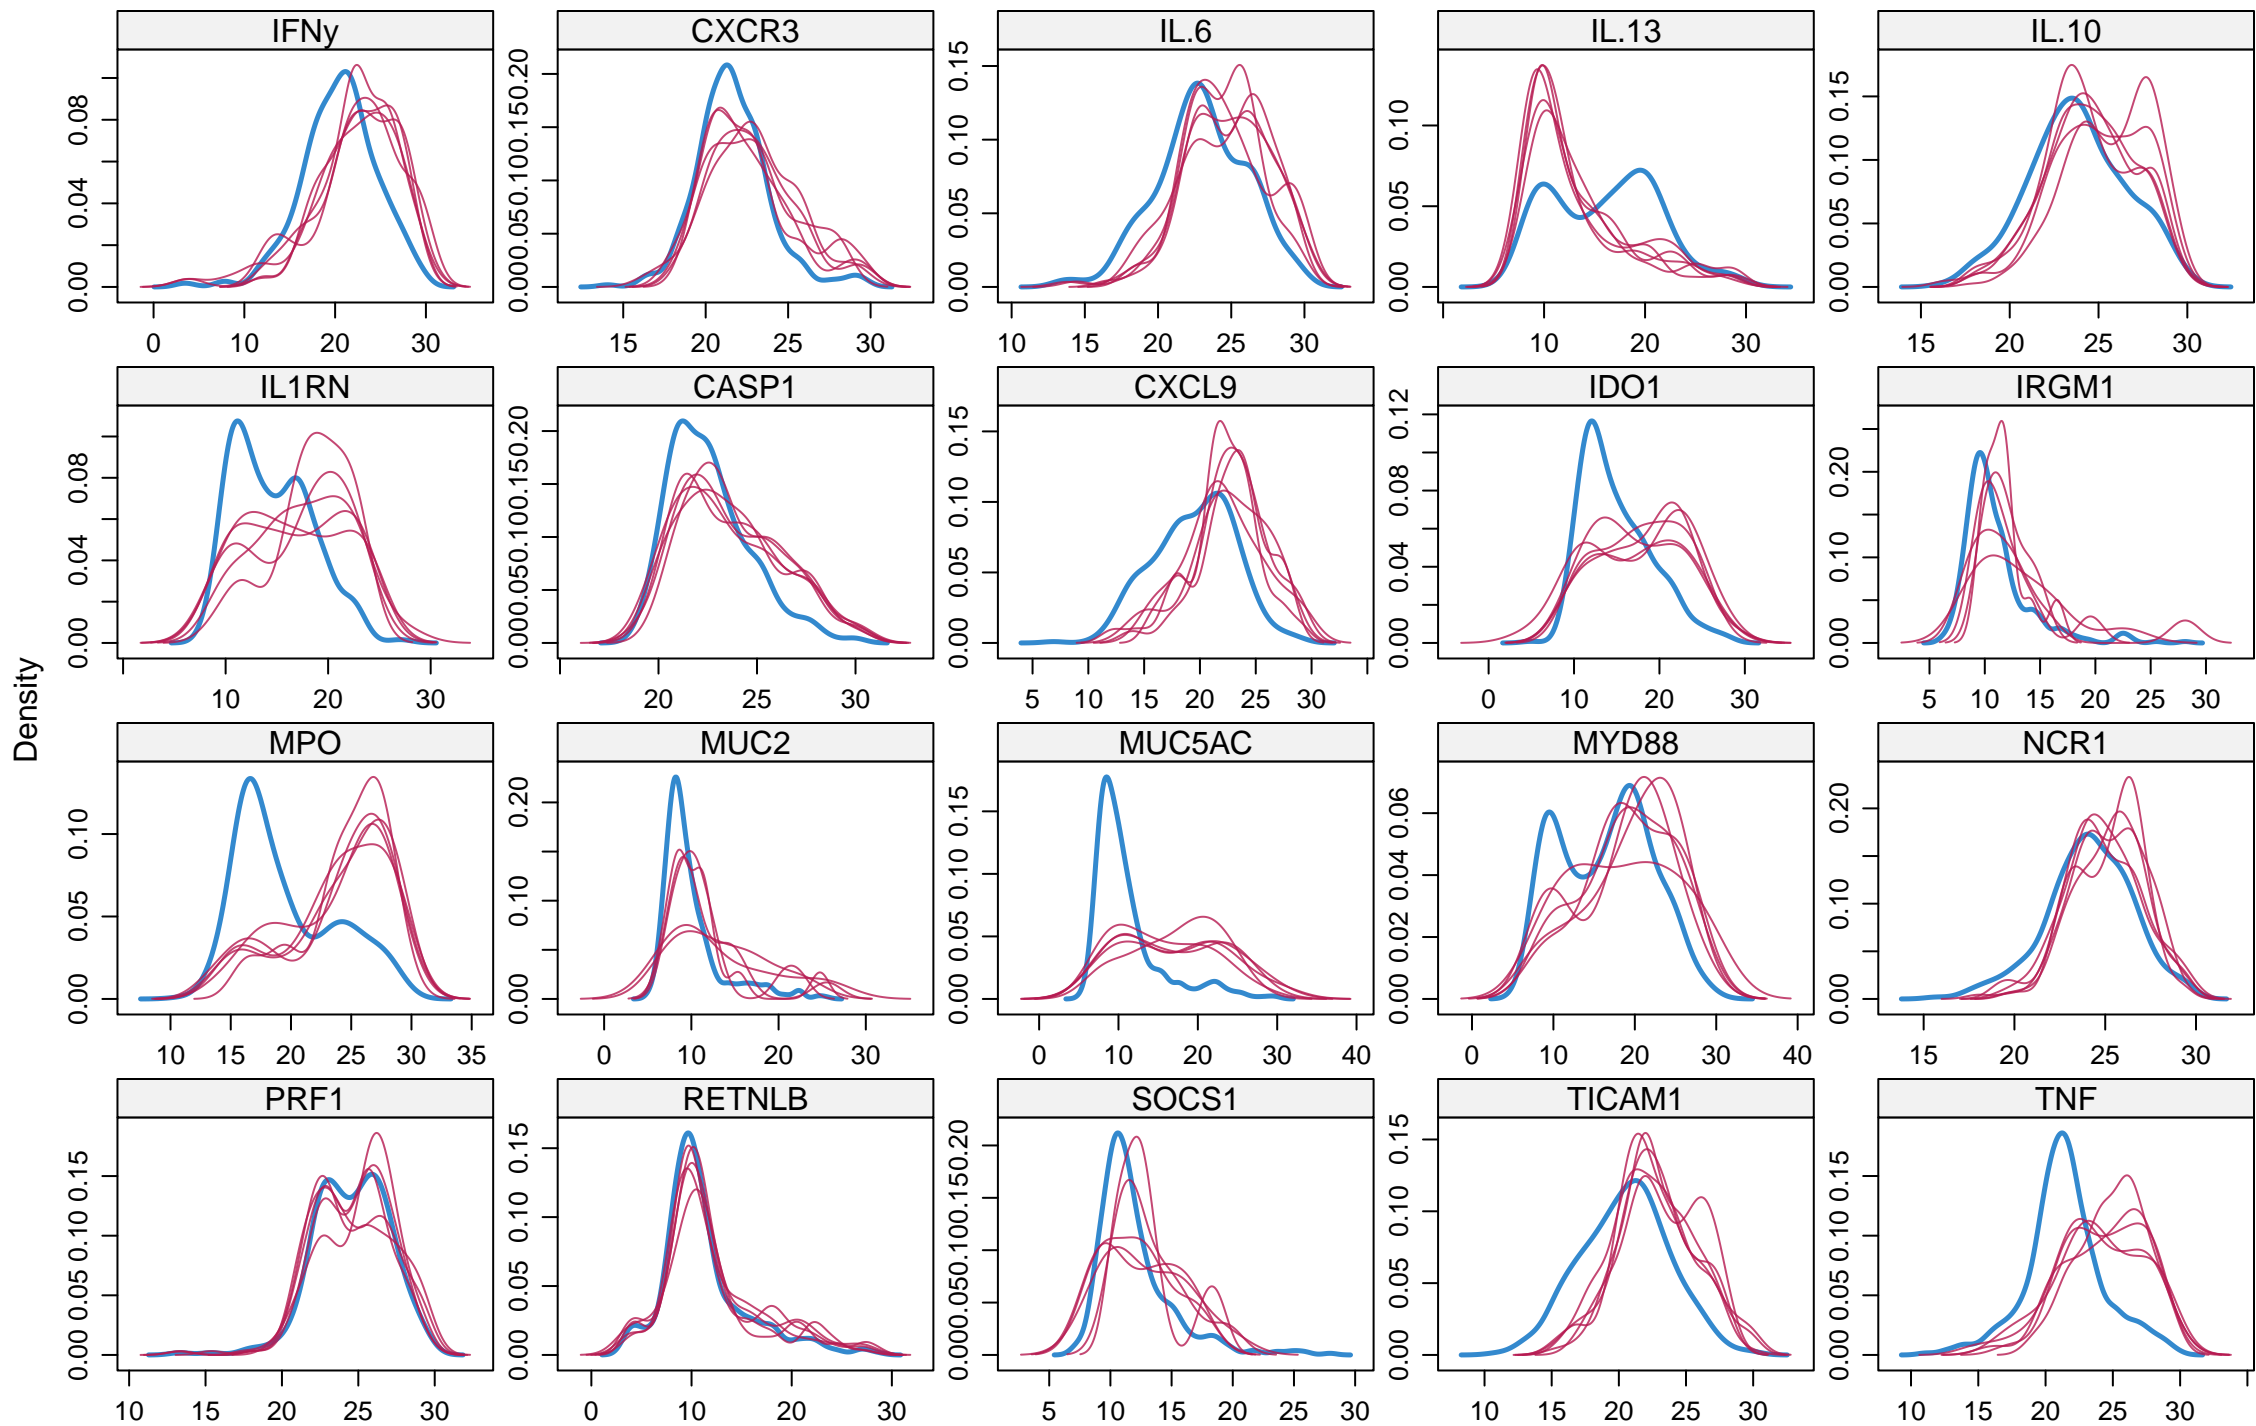 IFNy CXCR3 IL.6 IL.13 IL.10
0.00 0.04 0.08
0.00 0.05 0.10 0.15 0.20
0.00 0.05 0.10 0.15
0.00 0.05 0.10
0.00 0.05 0.10 0.15
0 10 20 30 15 20 25 30 10 15 20 25 30 10 20 30 15 20 25 30
IL1RN CASP1 CXCL9 IDO1 IRGM1
0.00 0.04 0.08
0.00 0.05 0.10 0.15 0.20
0.00 0.05 0.10 0.15
0.00 0.04 0.08 0.12
0.00 0.10 0.20
10 20 30 20 25 30 5 10 15 20 25 30 0 10 20 30 5 10 15 20 25 30
Density
MPO MUC2 MUC5AC MYD88 NCR1
0.00 0.05 0.10
0.00 0.10 0.20
0.00 0.05 0.10 0.15
0.00 0.02 0.04 0.06
0.00 0.10 0.20
10 15 20 25 30 35 0 10 20 30 0 10 20 30 40 0 10 20 30 40 15 20 25 30
PRF1 RETNLB SOCS1 TICAM1 TNF
0.00 0.05 0.10 0.15
0.00 0.05 0.10 0.15
0.00 0.05 0.10 0.15 0.20
0.00 0.05 0.10 0.15
0.00 0.05 0.10 0.15
10 15 20 25 30 0 10 20 30 5 10 15 20 25 30 10 15 20 25 30 10 15 20 25 30